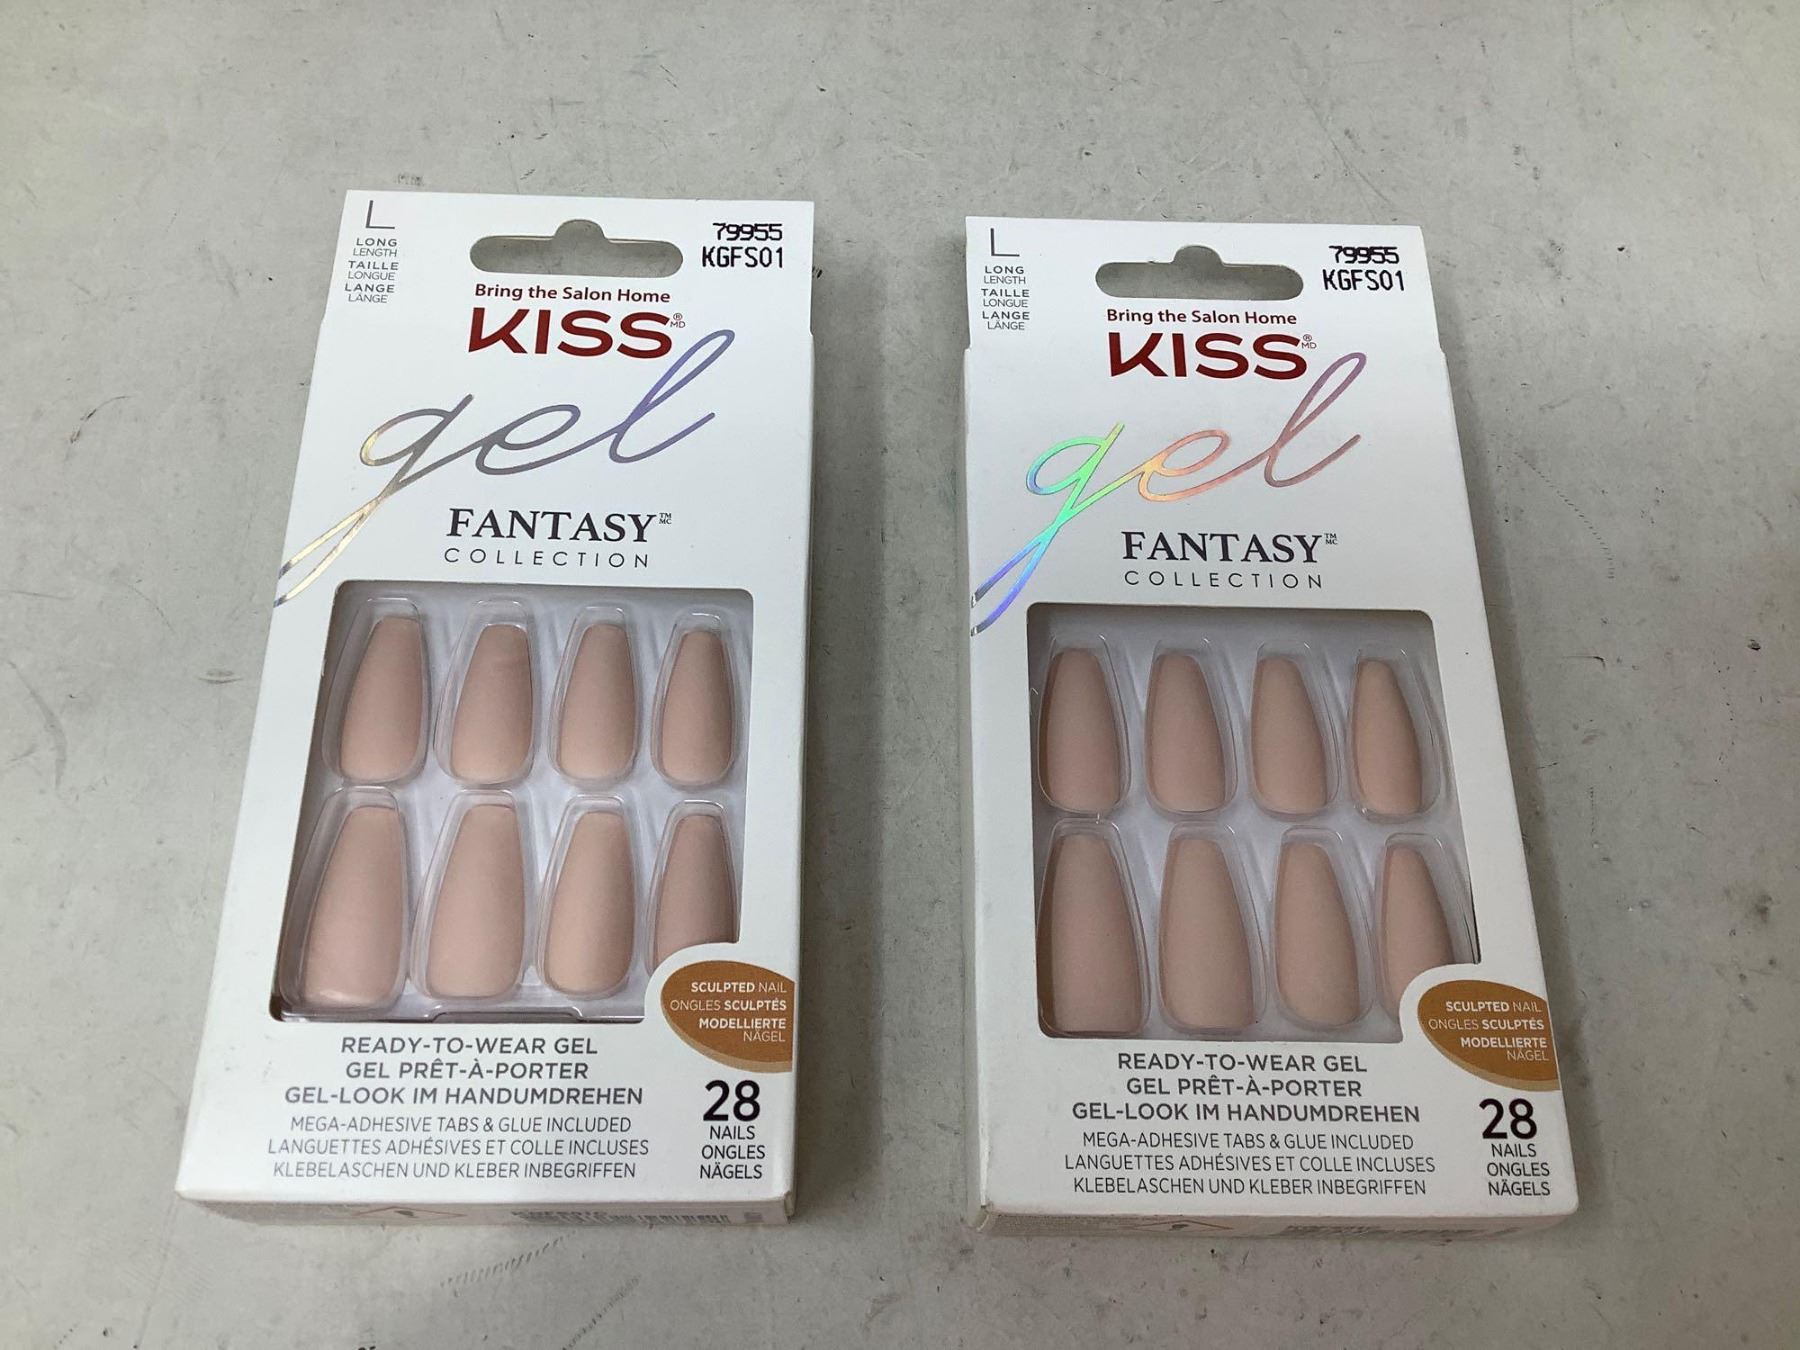 L
LONG
LENGTH
TAILLE
LONGUE
LANGE
LÄNGE
79955
KGFS01
Bring the Salon Home
KISS®MD
gel
FANTASY™MC
COLLECTION
SCULPTED NAIL
ONGLES SCULPTÉS
MODELLIERTE
NÄGEL
READY-TO-WEAR GEL
GEL PRÊT-À-PORTER
GEL-LOOK IM HANDUMDREHEN
MEGA-ADHESIVE TABS & GLUE INCLUDED
LANGUETTES ADHÉSIVES ET COLLE INCLUSES
KLEBELASCHEN UND KLEBER INBEGRIFFEN
28
NAILS
ONGLES
NÄGELS
L
LONG
LENGTH
TAILLE
LONGUE
LANGE
LÄNGE
79955
KGFS01
Bring the Salon Home
KISS®MD
gel
FANTASY™MC
COLLECTION
SCULPTED NAIL
ONGLES SCULPTÉS
MODELLIERTE
NÄGEL
READY-TO-WEAR GEL
GEL PRÊT-À-PORTER
GEL-LOOK IM HANDUMDREHEN
MEGA-ADHESIVE TABS & GLUE INCLUDED
LANGUETTES ADHÉSIVES ET COLLE INCLUSES
KLEBELASCHEN UND KLEBER INBEGRIFFEN
28
NAILS
ONGLES
NÄGELS